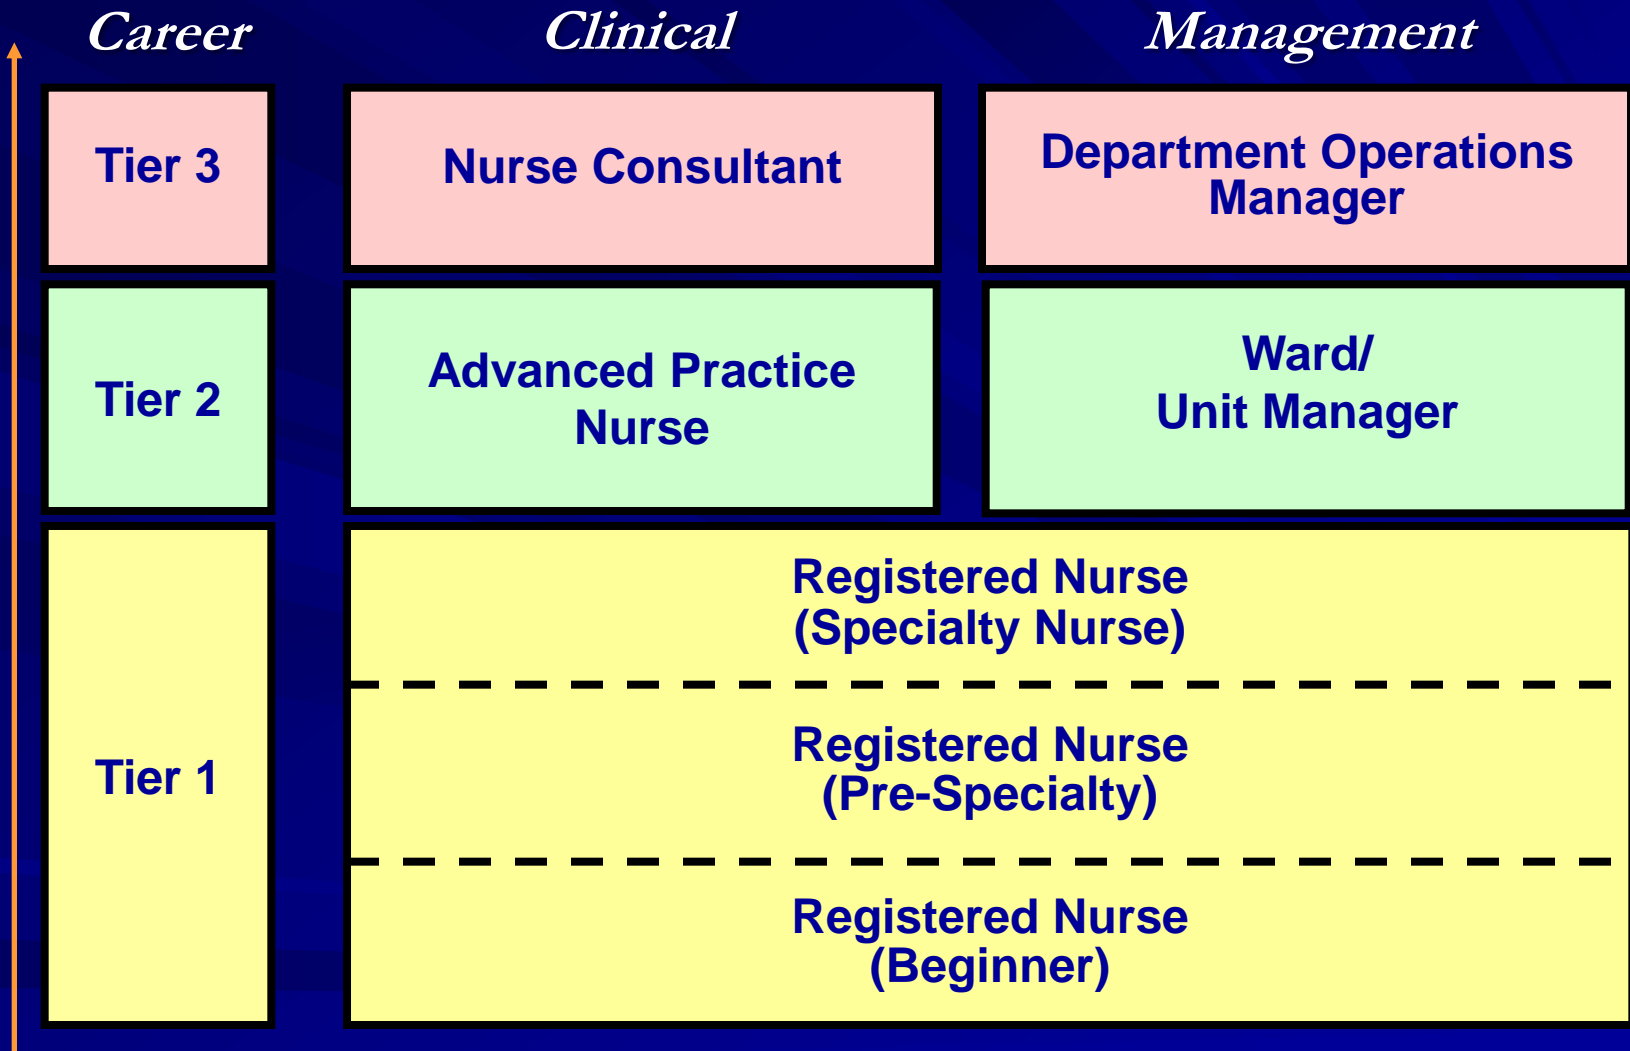 Career Clinical Management
Tier 3
Nurse Consultant
Department Operations
Manager
Tier 2
Advanced Practice
Nurse
Ward/
Unit Manager
Tier 1
Registered Nurse
(Specialty Nurse)
Registered Nurse
(Pre-Specialty)
Registered Nurse
(Beginner)